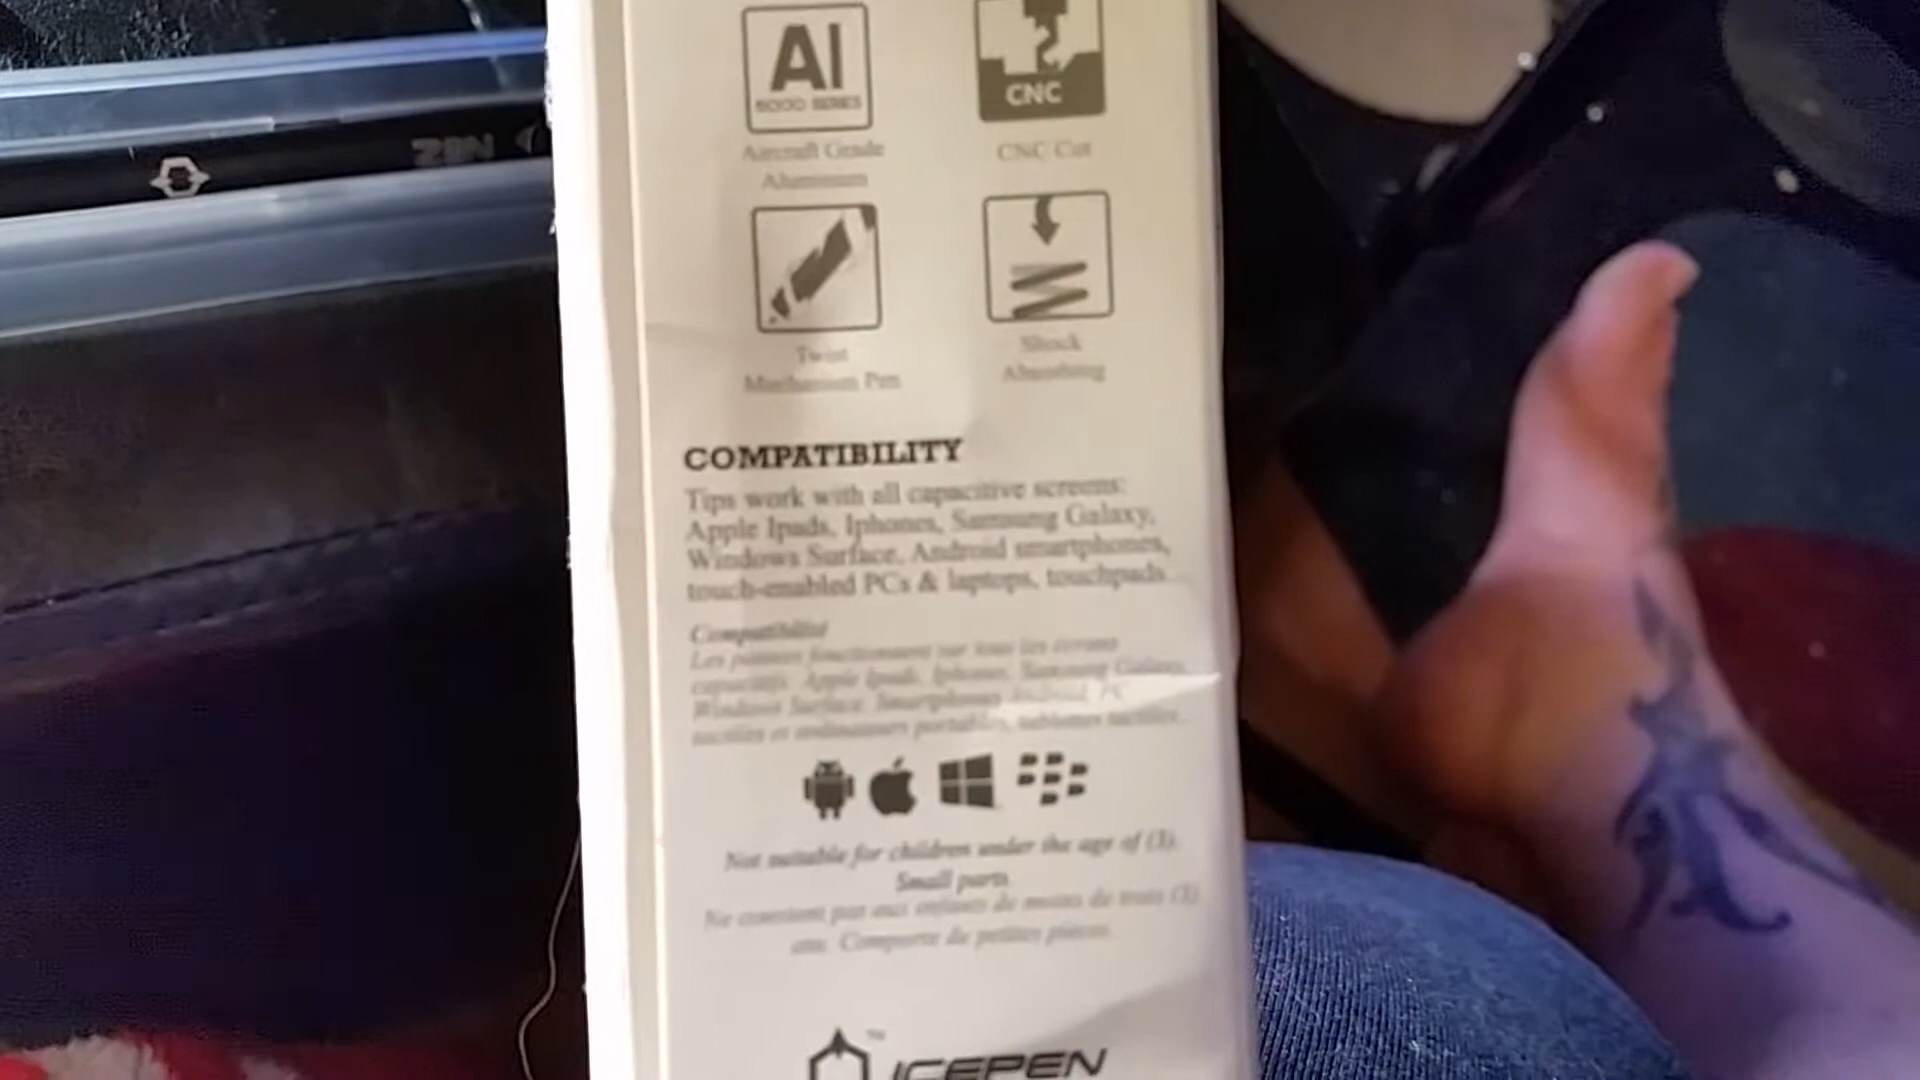 Al
6000 SERIES
Aircraft Grade
Aluminium
CNC
CNC Cut
Twist
Mechanism Pen
Shock
Absorbing
COMPATIBILITY
Tips work with all capacitive screens:
Apple Ipads, Iphones, Samsung Galaxy,
Windows Surface, Android smartphones,
touch-enabled PCs & laptops, touchpads...
Compatibilité
Les pointes fonctionnent sur tous les écrans
capacitifs. Apple Ipads, Iphones, Samsung Galaxy,
Windows Surface, Smartphones Android, PC
tactiles et ordinateurs portables, tablettes tactiles...
Not suitable for children under the age of (3).
Small parts
Ne convient pas aux enfants de moins de trois (3)
ans. Comporte de petites pièces.
™
ICEPEN